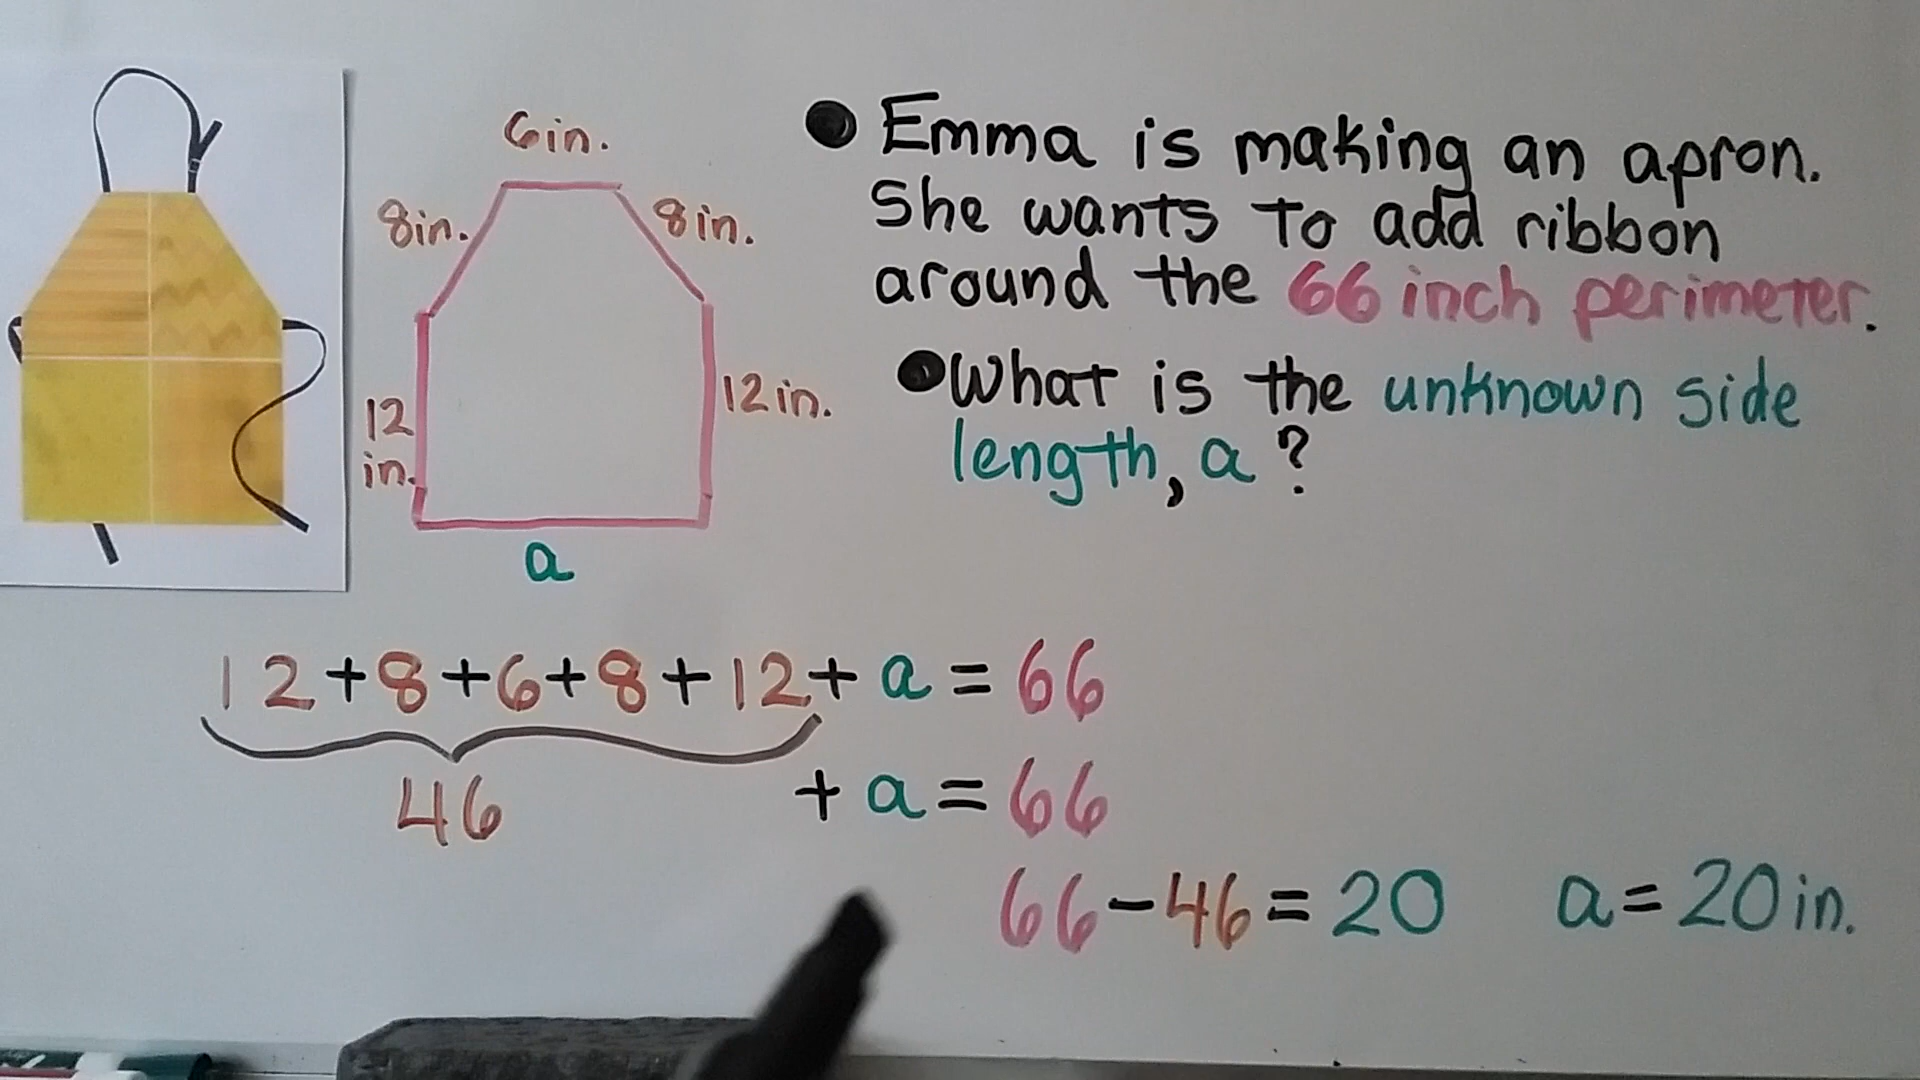 6in.
8in.
8in.
12
in.
12in.
a
● Emma is making an apron.
She wants to add ribbon
around the 66 inch perimeter.
● What is the unknown side
length, a?
12+8+6+8+12+ a = 66
46 + a = 66
66-46=20 a=20in.